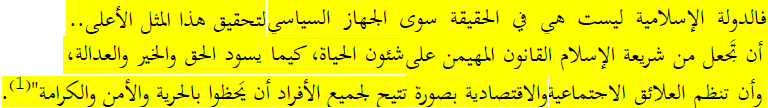 فالدولة الإسلامية ليست هي في الحقيقة سوى الجهاز السياسي لتحقيق هذا المثل الأعلى..
أن تَجعل من شريعة الإسلام القانون المهيمن على شئون الحياة، كيما يسود الحق والخير والعدالة،
وأن تنظم العلائق الاجتماعية والاقتصادية بصورة تتيح لجميع الأفراد أن يَحظوا بالحرية والأمن والكرامة"(1).